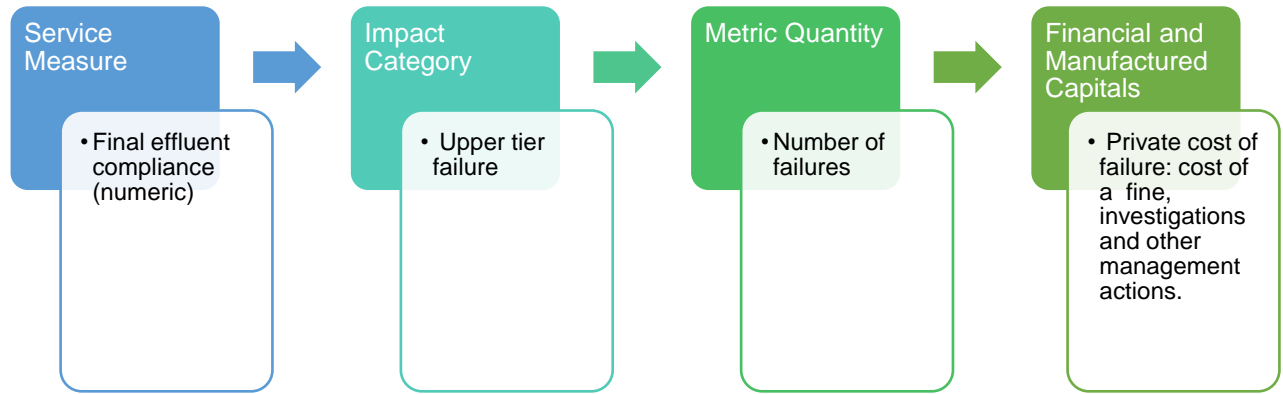 Service
Measure
• Final effluent
compliance
(numeric)
Impact
Category
• Upper tier
failure
Metric Quantity
• Number of
failures
Financial and
Manufactured
Capitals
• Private cost of
failure: cost of
a fine,
investigations
and other
management
actions.